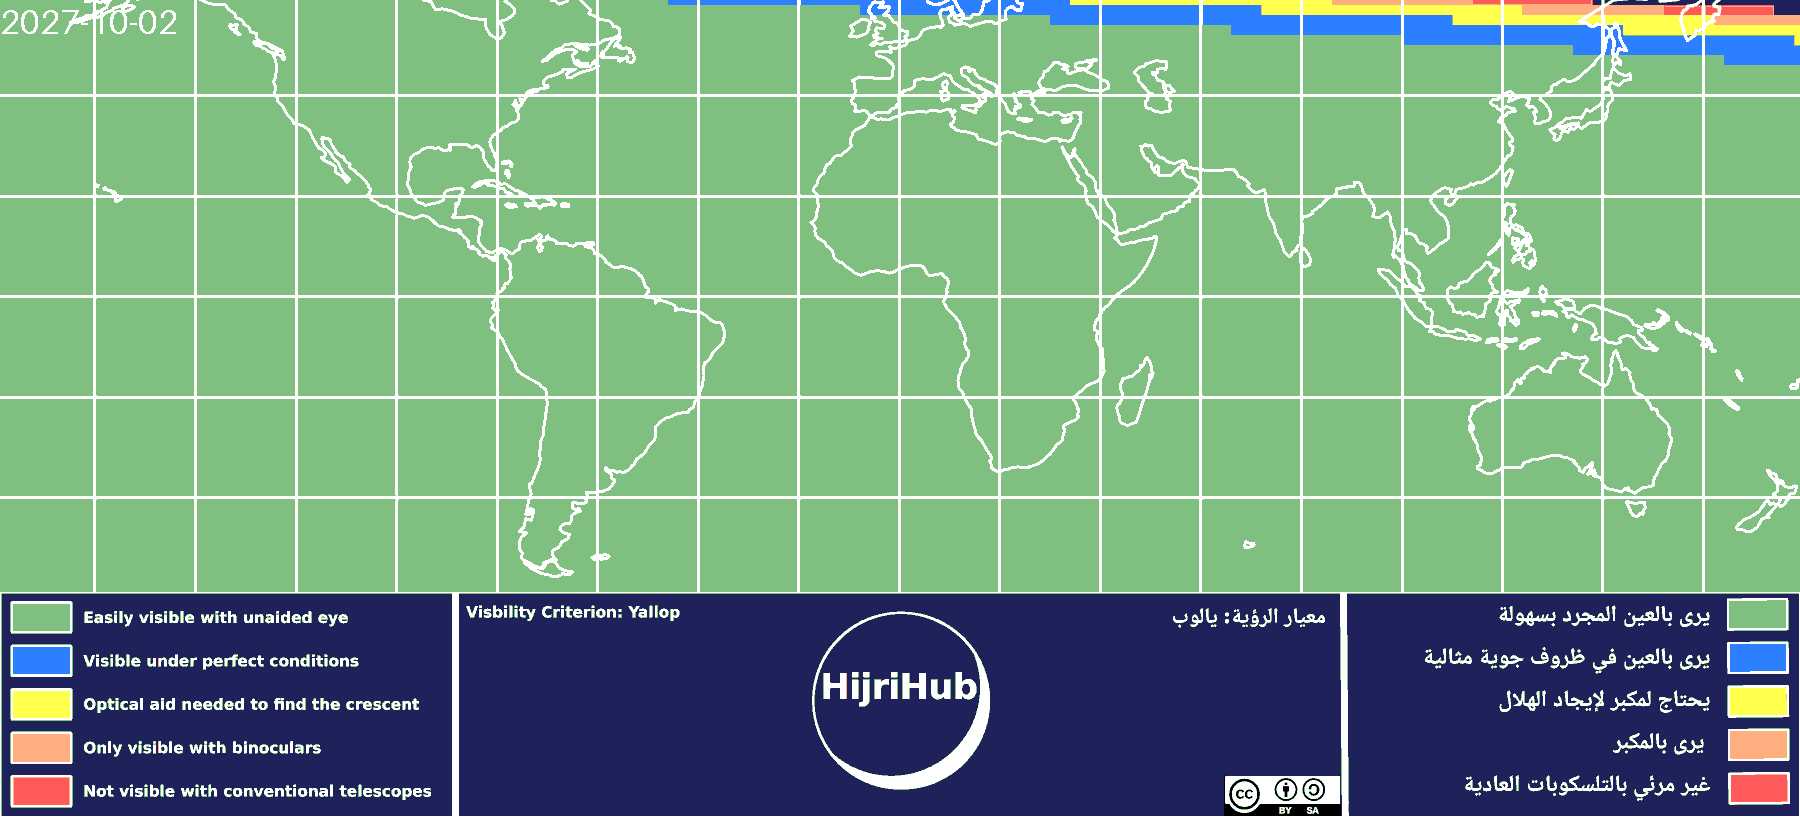 2027-10-02
Easily visible with unaided eye
Visible under perfect conditions
Optical aid needed to find the crescent
Only visible with binoculars
Not visible with conventional telescopes
Visbility Criterion: Yallop
معيار الرؤية: يالوب
HijriHub
cc
BY SA
يرى بالعين المجرد بسهولة
يرى بالعين في ظروف جوية مثالية
يحتاج لمكبر لإيجاد الهلال
يرى بالمكبر
غير مرئي بالتلسكوبات العادية